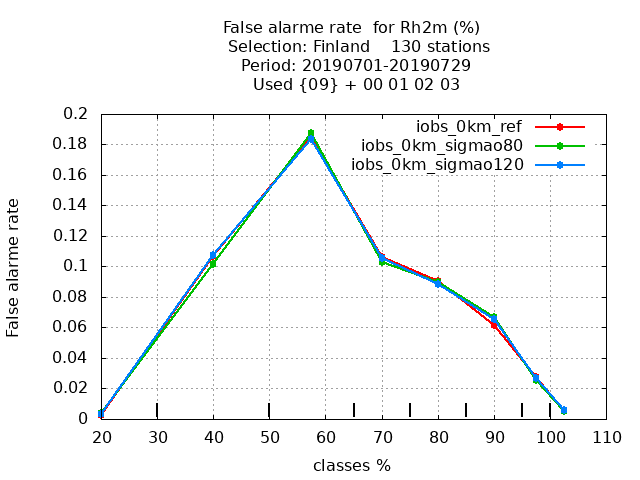 False alarme rate  for Rh2m (%)
Selection: Finland    130 stations
Period: 20190701-20190729
Used {09} + 00 01 02 03
iobs_0km_ref
iobs_0km_sigmao80
iobs_0km_sigmao120
False alarme rate
0.2
0.18
0.16
0.14
0.12
0.1
0.08
0.06
0.04
0.02
0
20 30 40 50 60 70 80 90 100 110
classes %